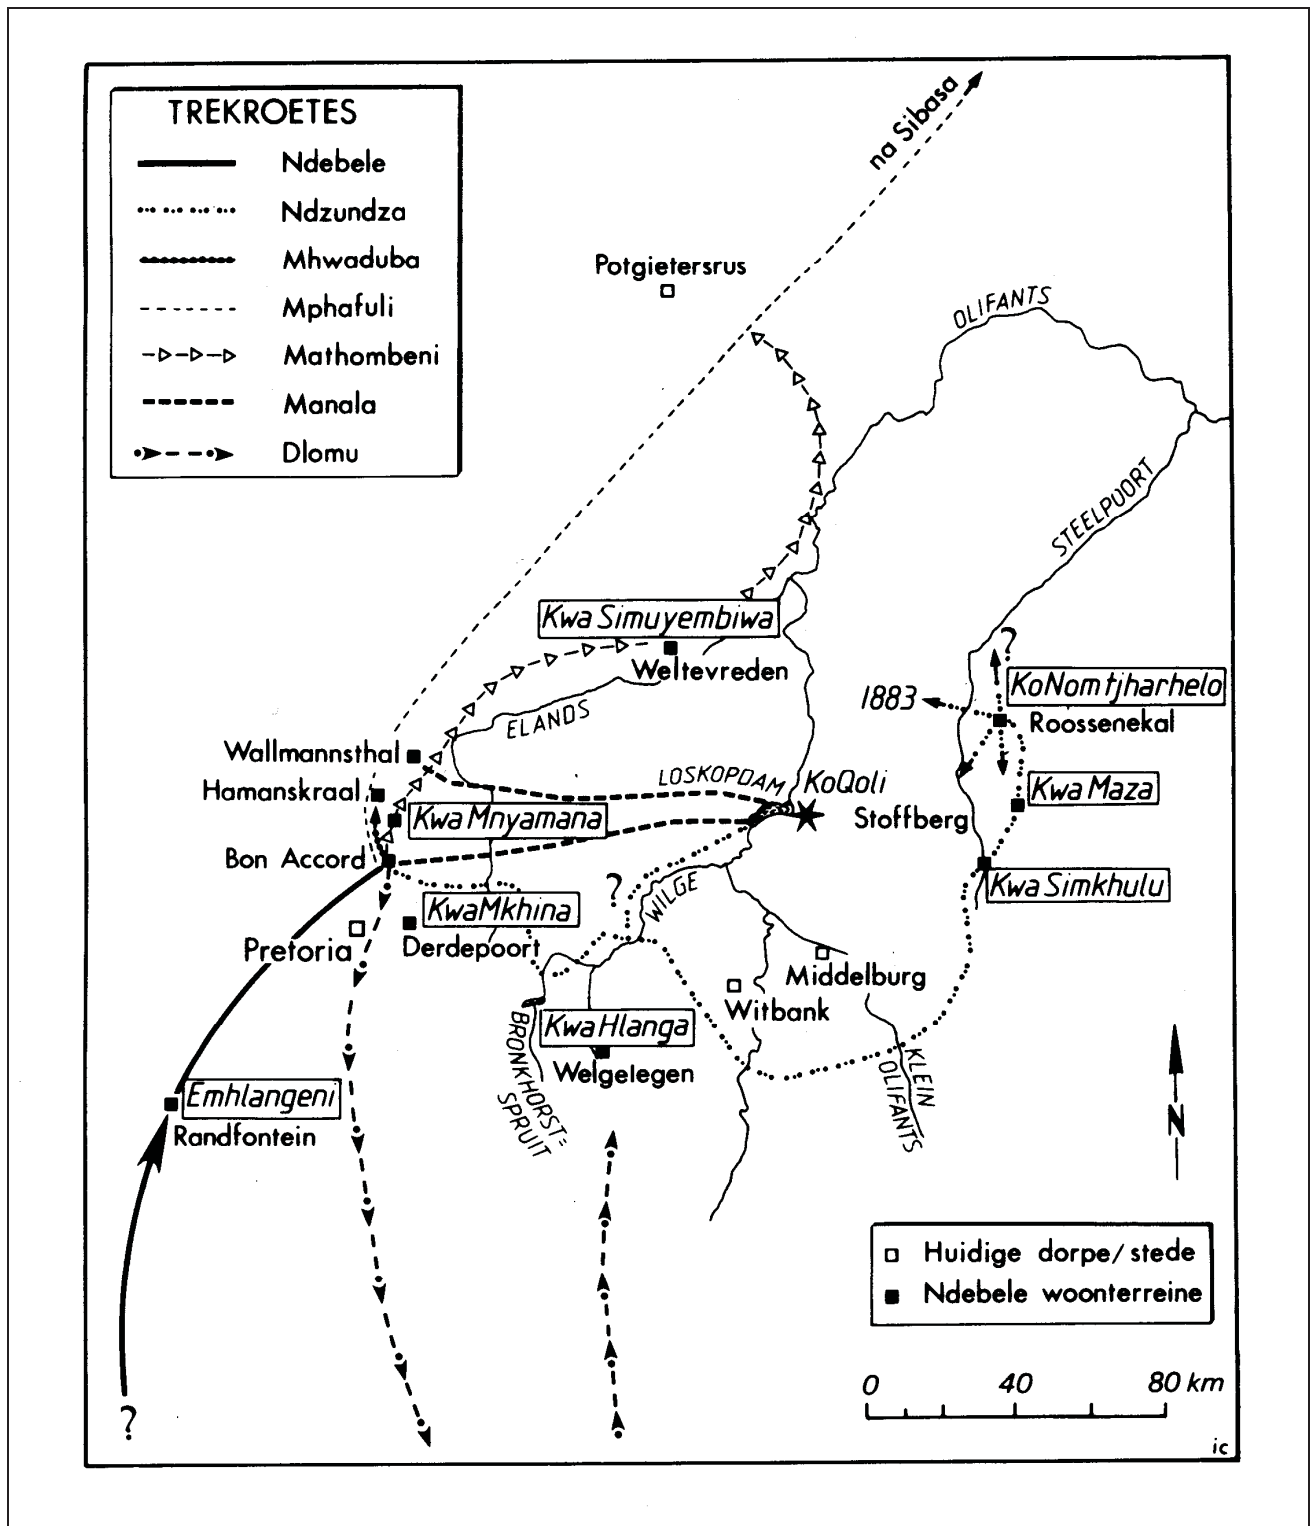 TREKROETES
Ndebele
Ndzundza
Mhwaduba
Mphafuli
Mathombeni
Manala
Dlomu
na Sibasa
Potgietersrus
OLIFANTS
STEELPOORT
Kwa Simuyembiwa
Weltevreden
?
KoNomtjharhelo
1883
Roossenekal
ELANDS
Wallmannsthal
LOSKOPDAM
KoQoli
Hamanskraal
Kwa Maza
Kwa Mnyamana
Stoffberg
Bon Accord
?
WILGE
Kwa Simkhulu
KwaMkhina
Pretoria
Derdepoort
Middelburg
Witbank
Kwa Hlanga
BRONKHORST=
SPRUIT
Welgelegen
KLEIN
OLIFANTS
Emhlangeni
Randfontein
N
Huidige dorpe/stede
Ndebele woonterreine
0 40 80 km
?
ic